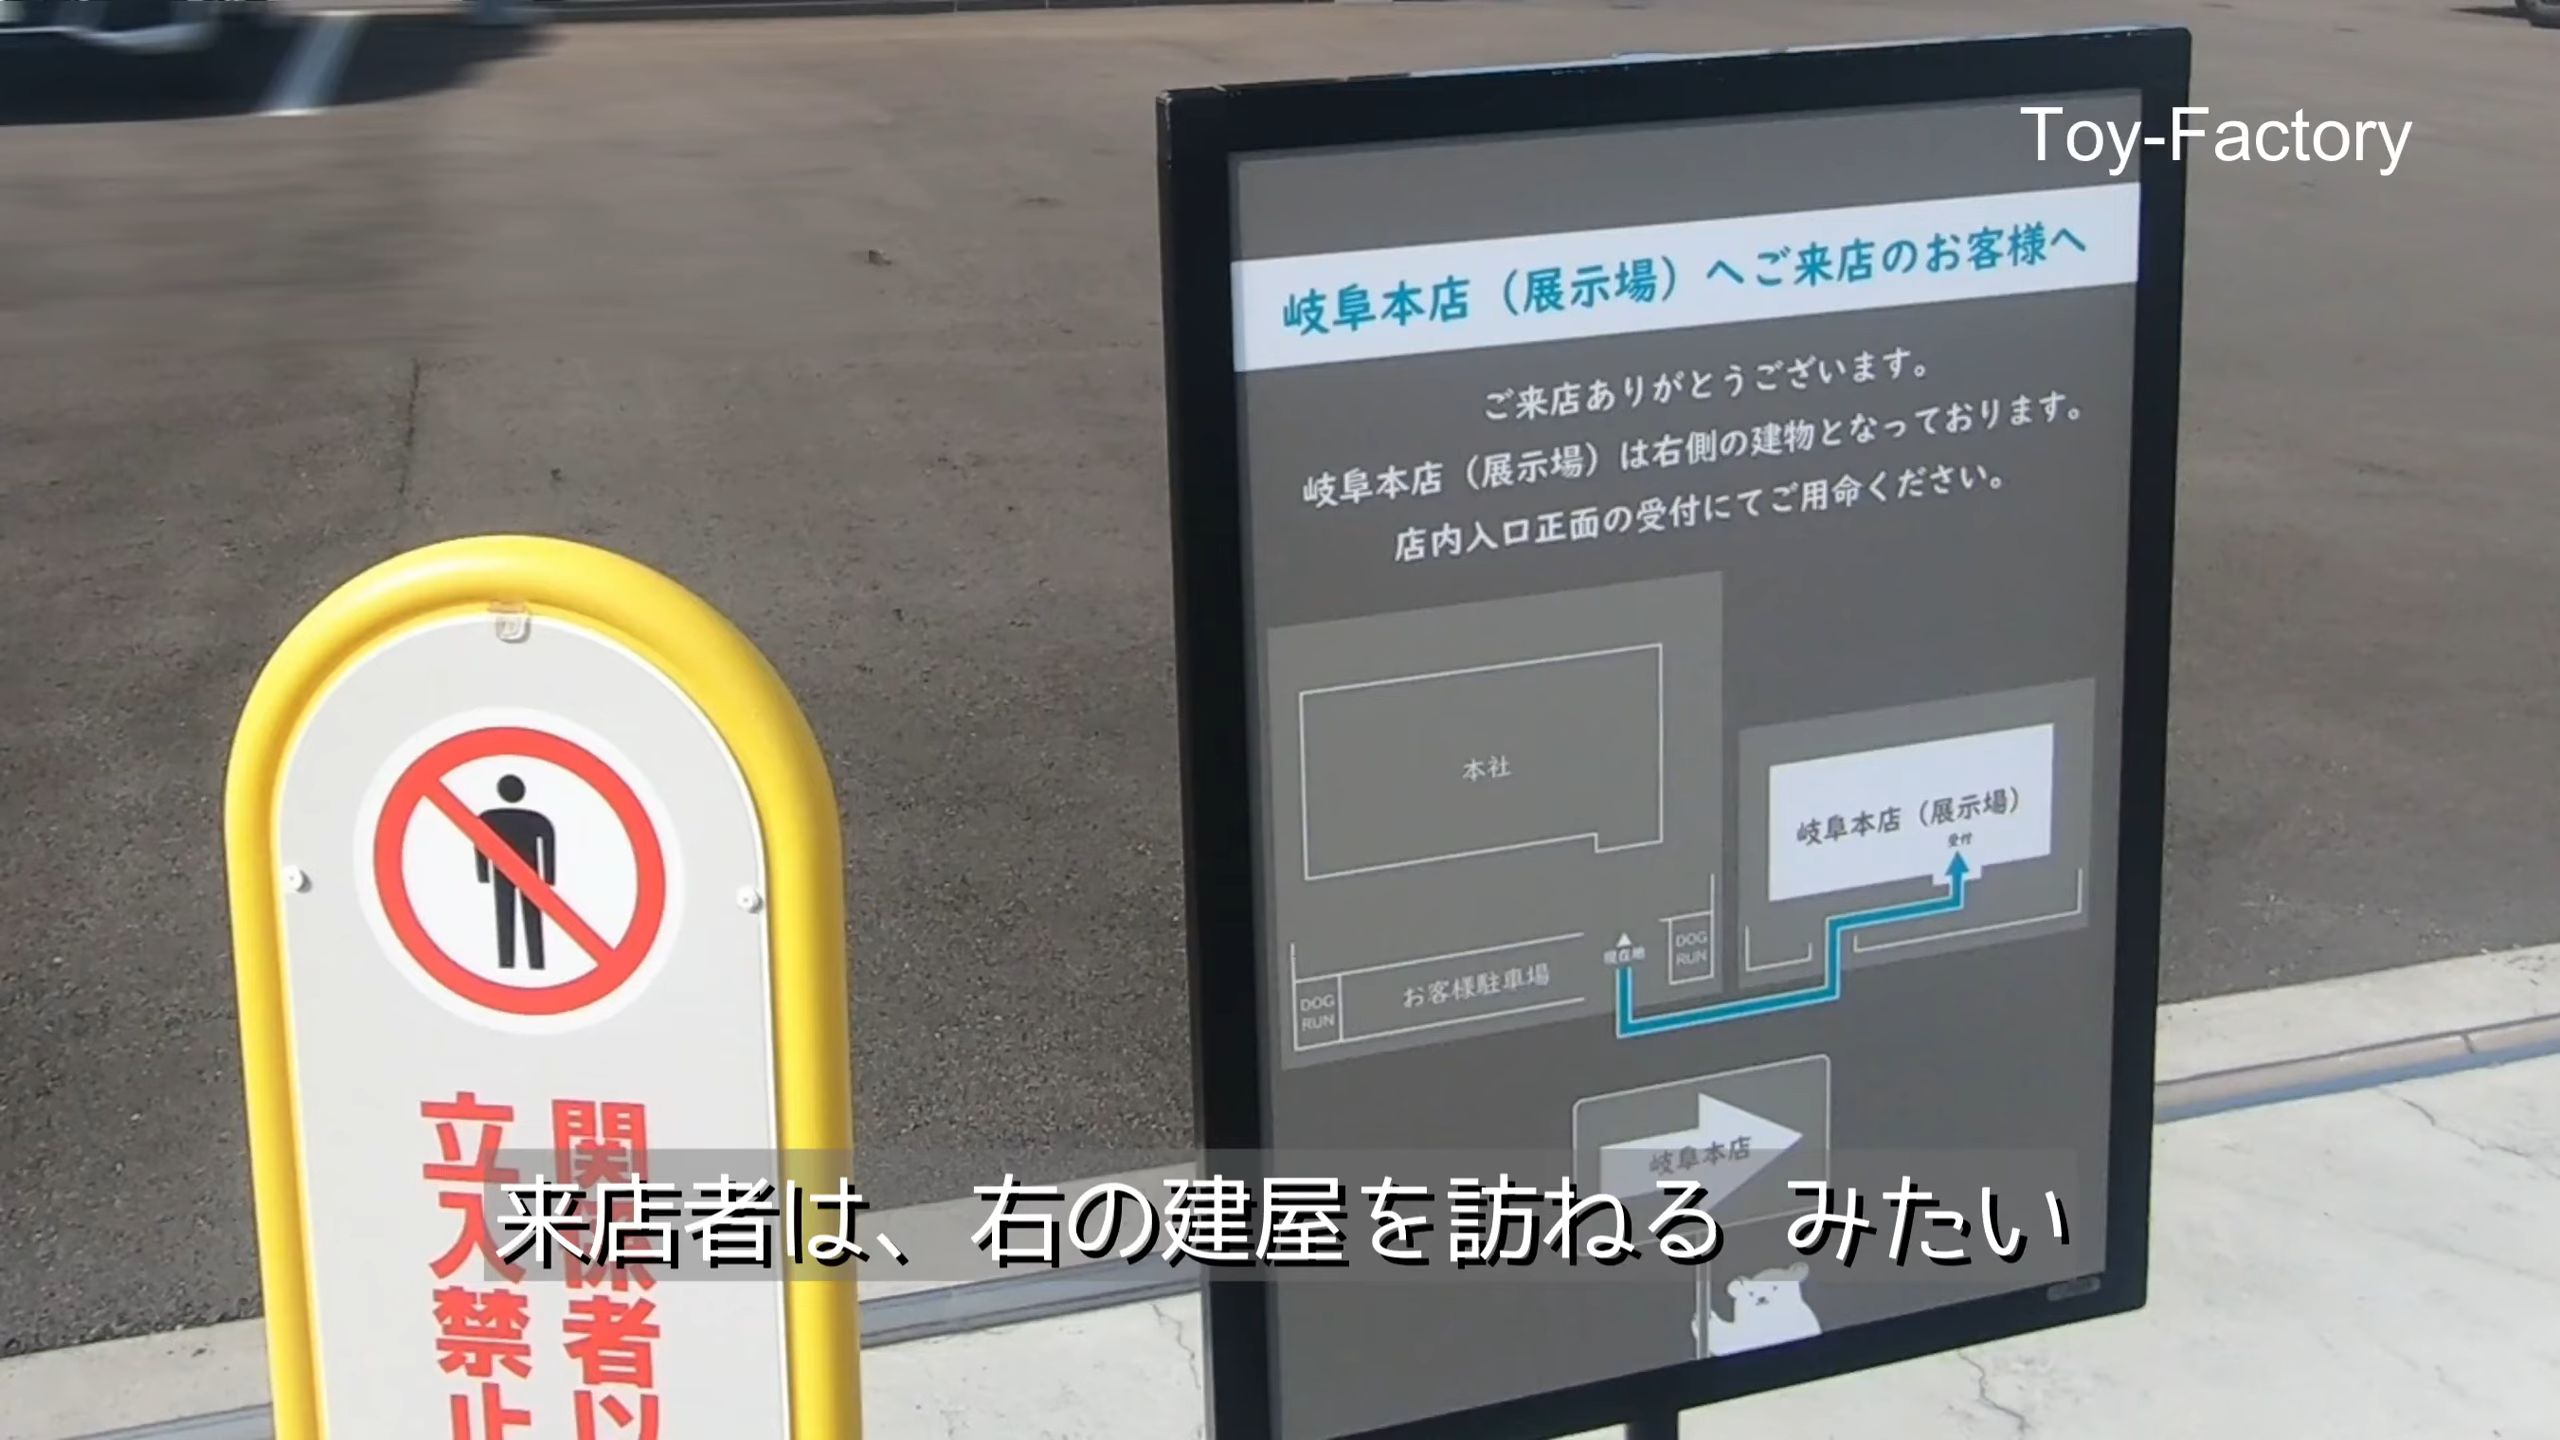 Toy-Factory
岐阜本店（展示場）へご来店のお客様へ
ご来店ありがとうございます。
岐阜本店（展示場）は右側の建物となっております。
店内入口正面の受付にてご用命ください。
本社
岐阜本店（展示場）
受付
現在地
DOG
RUN
お客様駐車場
DOG
RUN
岐阜本店
関係者以
立入禁止
来店者は、右の建屋を訪ねる みたい